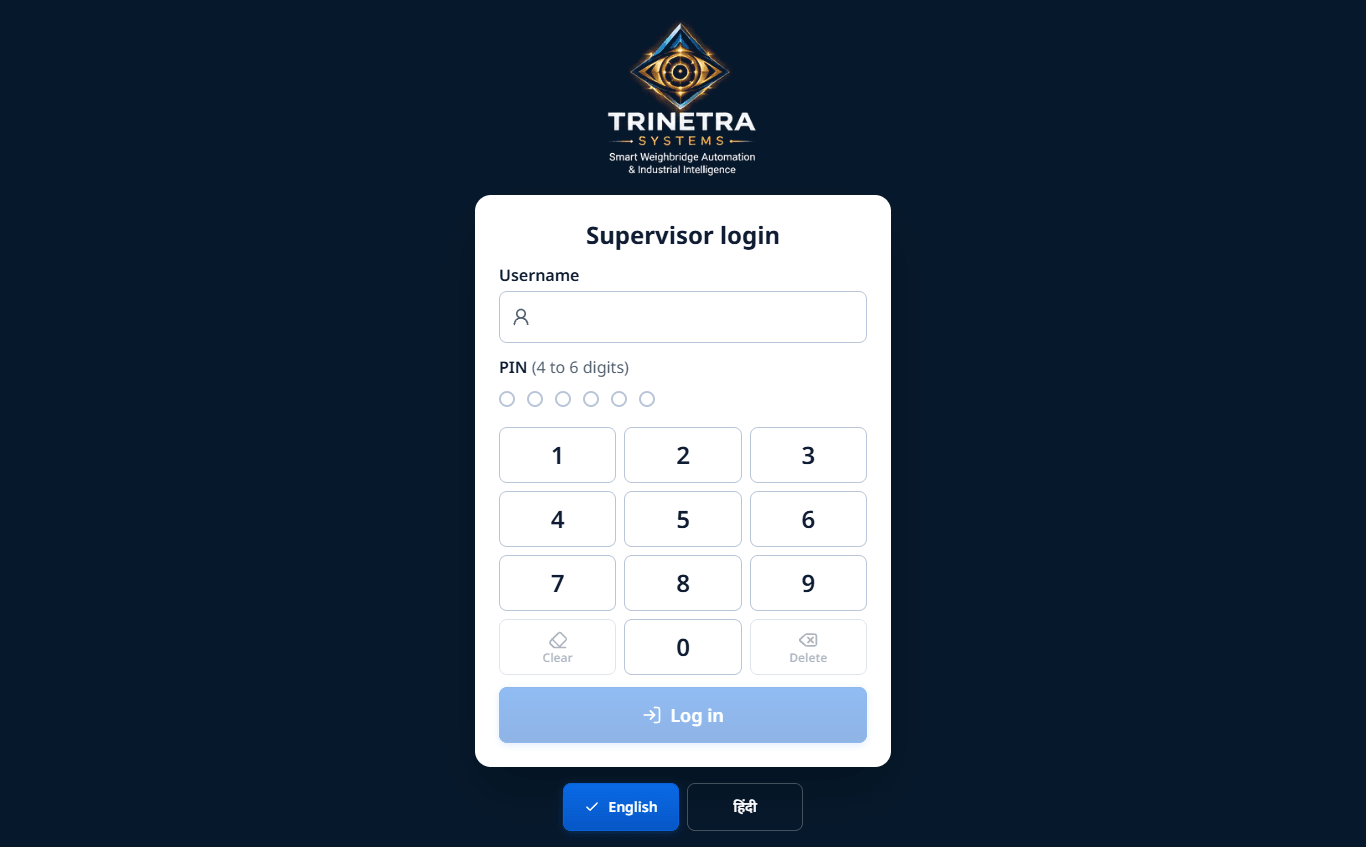 TRINETRA
SYSTEMS
Smart Weighbridge Automation
& Industrial Intelligence
Supervisor login
Username
PIN (4 to 6 digits)
1 2 3
4 5 6
7 8 9
Clear 0 Delete
Log in
English हिंदी